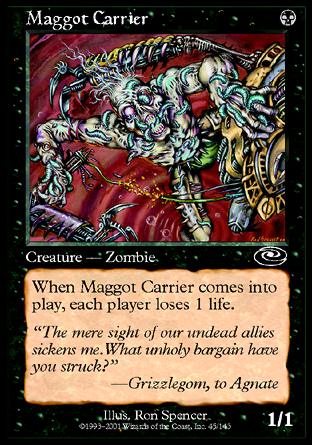 Maggot Carrier
Creature — Zombie
When Maggot Carrier comes into
play, each player loses 1 life.
“The mere sight of our undead allies
sickens me. What unholy bargain have
you struck?”
—Grizzlegom, to Agnate
Illus. Ron Spencer
©1993–2001 Wizards of the Coast, Inc. 45/143
1/1